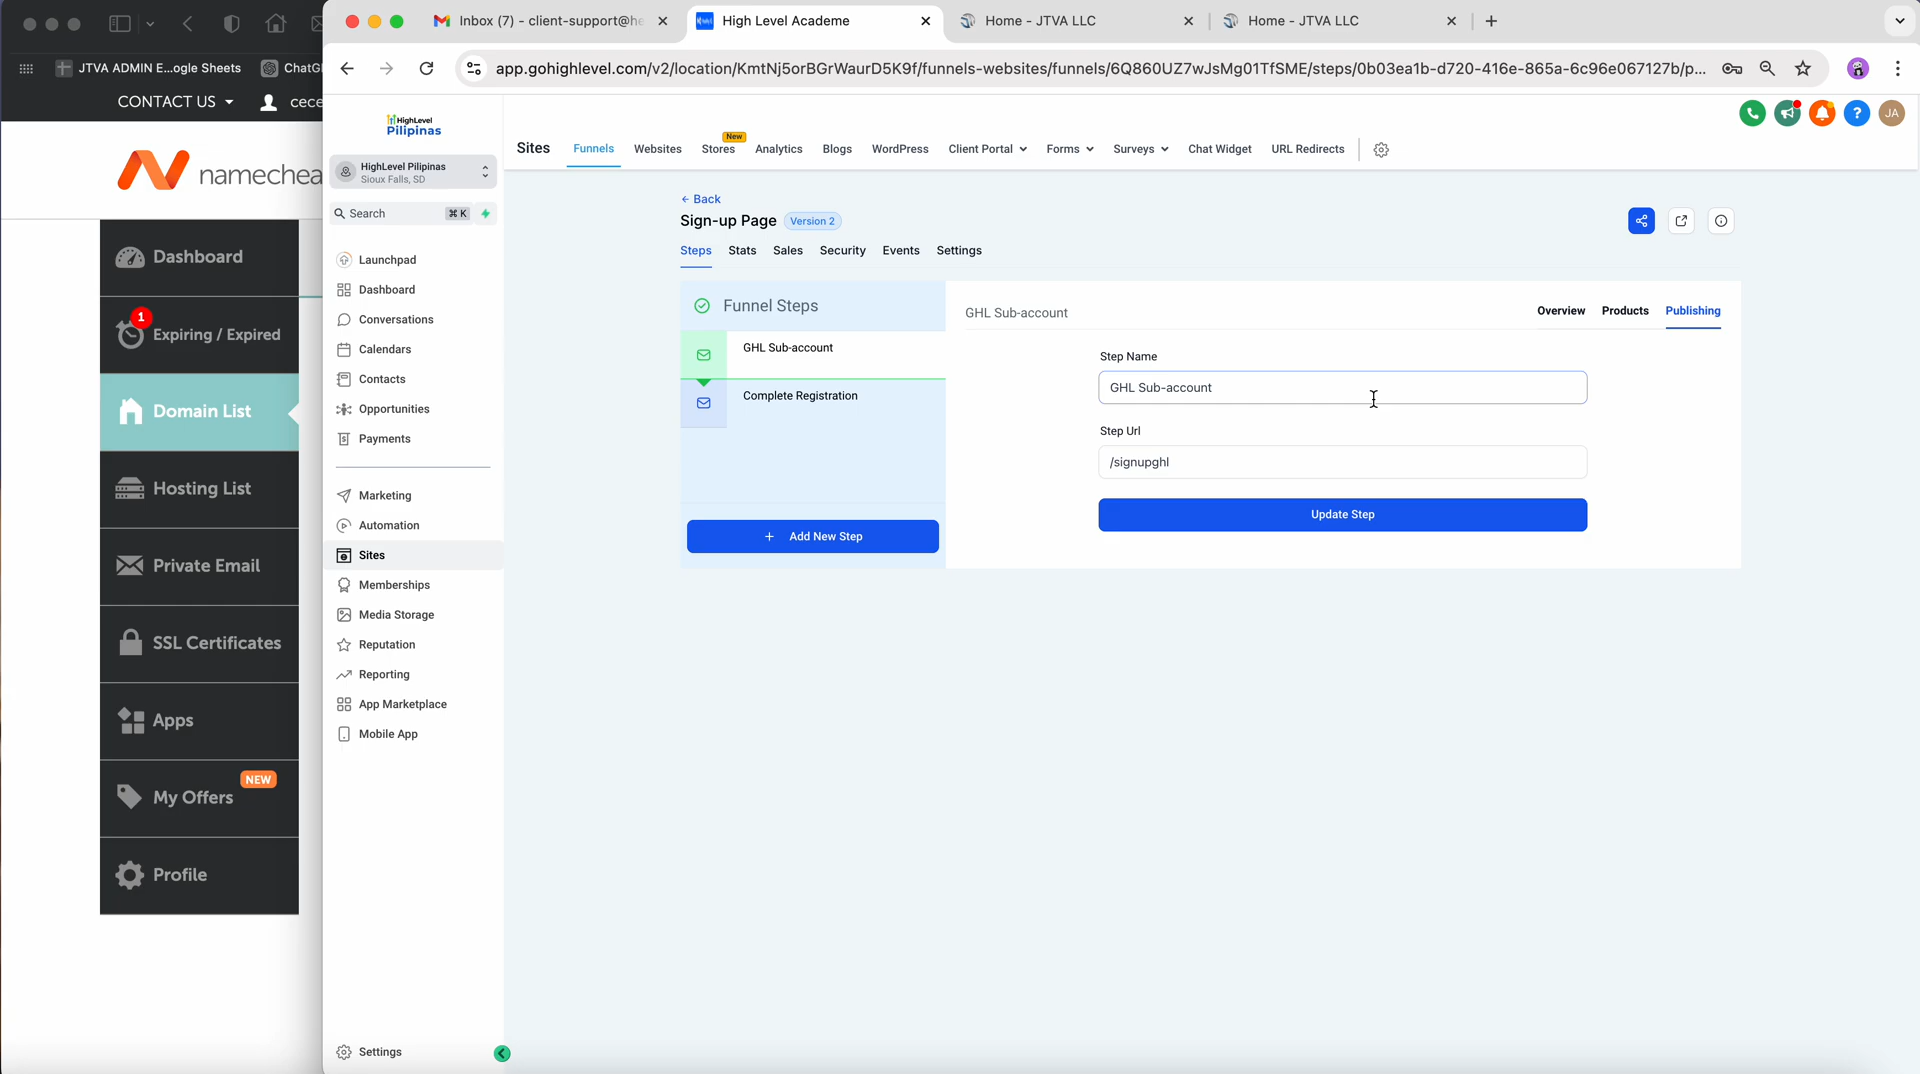 JTVA ADMIN E...ogle Sheets
CONTACT US
namechea
Dashboard
1
Expiring / Expired
Domain List
Hosting List
Private Email
SSL Certificates
Apps
NEW
My Offers
Profile
Inbox (7) - client-support@he
High Level Academe
Home - JTVA LLC
Home - JTVA LLC
app.gohighlevel.com/v2/location/KmtNj5orBGrWaurD5K9f/funnels-websites/funnels/6Q860UZ7wJsMg01TfSME/steps/0b03ea1b-d720-416e-865a-6c96e067127b/p...
HighLevel
Pilipinas
HighLevel Pilipinas
Sioux Falls, SD
Search
⌘ K
Launchpad
Dashboard
Conversations
Calendars
Contacts
Opportunities
Payments
Marketing
Automation
Sites
Memberships
Media Storage
Reputation
Reporting
App Marketplace
Mobile App
Settings
JA
Sites
Funnels
Websites
New
Stores
Analytics
Blogs
WordPress
Client Portal
Forms
Surveys
Chat Widget
URL Redirects
← Back
Sign-up Page
Version 2
Steps
Stats
Sales
Security
Events
Settings
Funnel Steps
GHL Sub-account
Complete Registration
+ Add New Step
GHL Sub-account
Overview
Products
Publishing
Step Name
GHL Sub-account
Step Url
/signupghl
Update Step